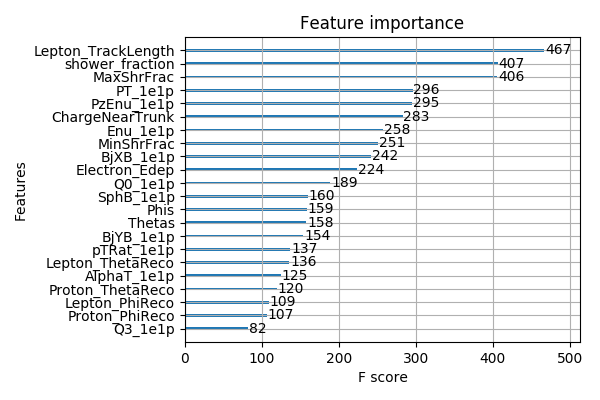 Feature importance
Features
Lepton_TrackLength 467
shower_fraction 407
MaxShrFrac 406
PT_1e1p 296
PzEnu_1e1p 295
ChargeNearTrunk 283
Enu_1e1p 258
MinShrFrac 251
BjXB_1e1p 242
Electron_Edep 224
Q0_1e1p 189
SphB_1e1p 160
Phis 159
Thetas 158
BjYB_1e1p 154
pTRat_1e1p 137
Lepton_ThetaReco 136
AlphaT_1e1p 125
Proton_ThetaReco 120
Lepton_PhiReco 109
Proton_PhiReco 107
Q3_1e1p 82
0 100 200 300 400 500
F score